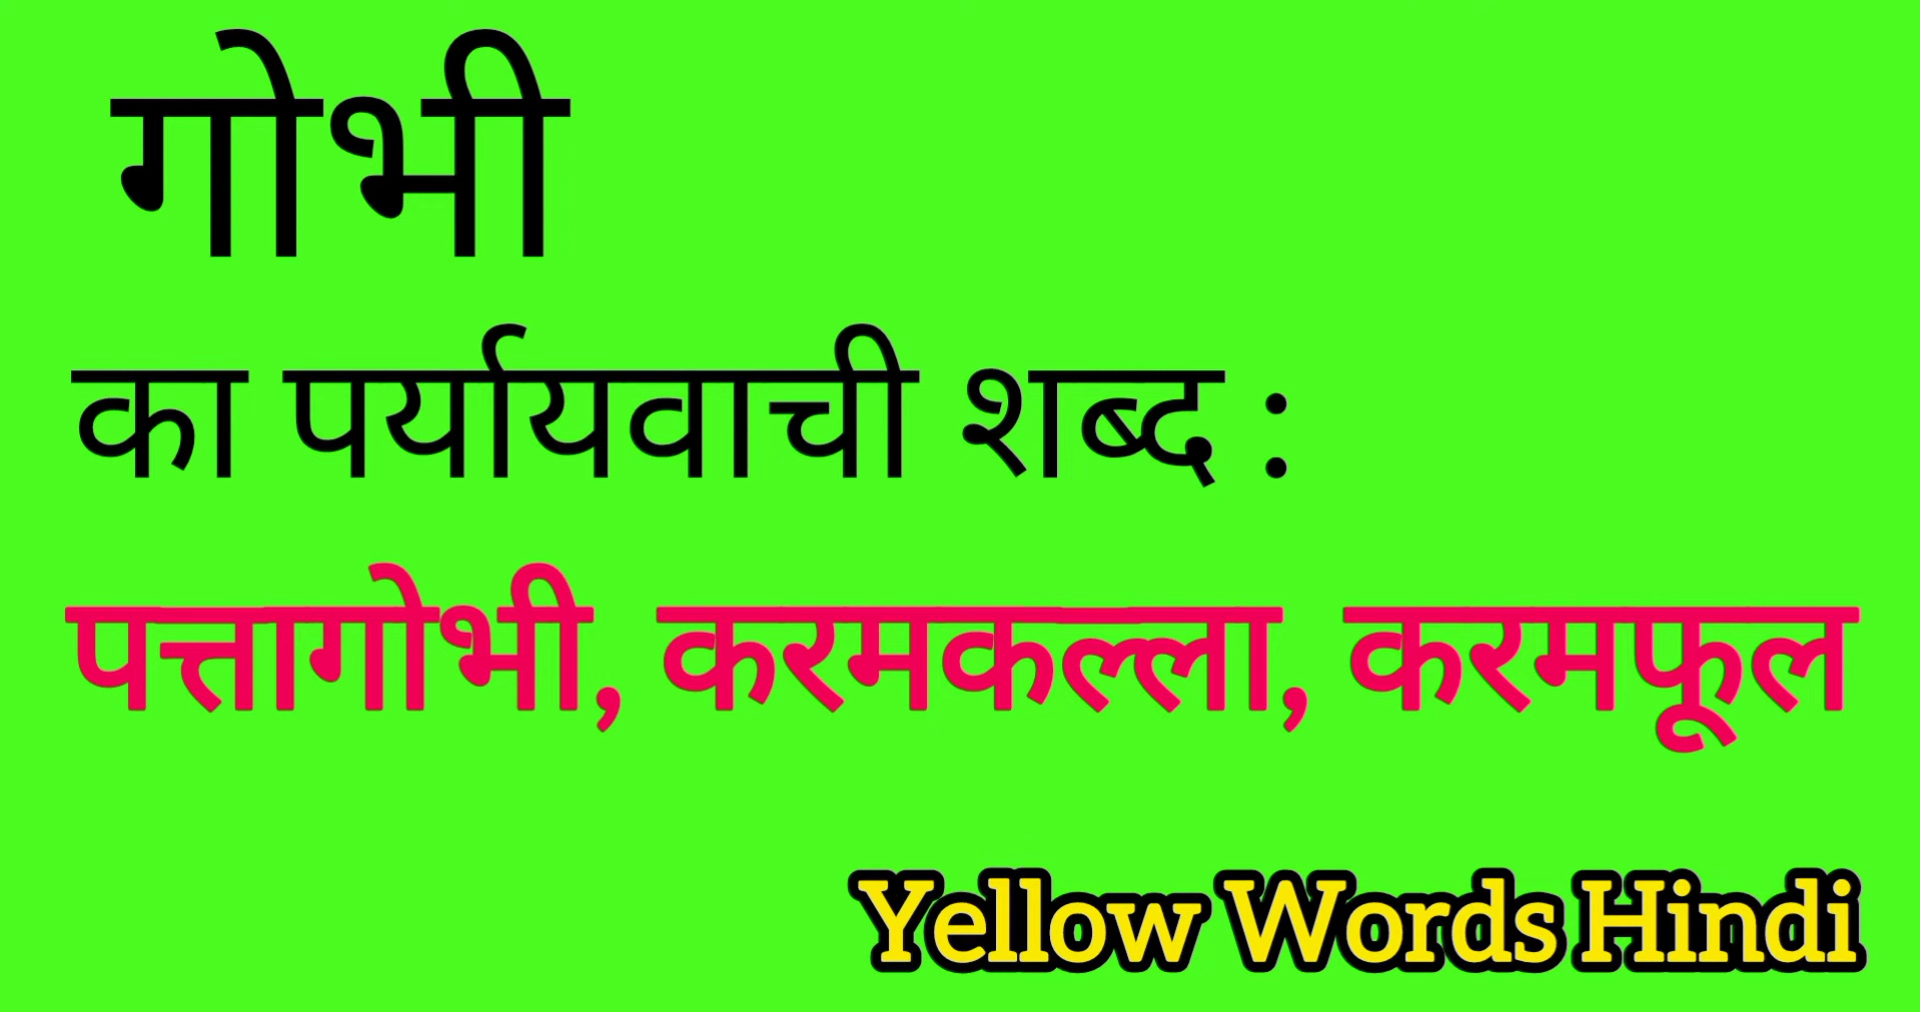 गोभी
का पर्यायवाची शब्द :
पत्तागोभी, करमकल्ला, करमफूल
Yellow Words Hindi